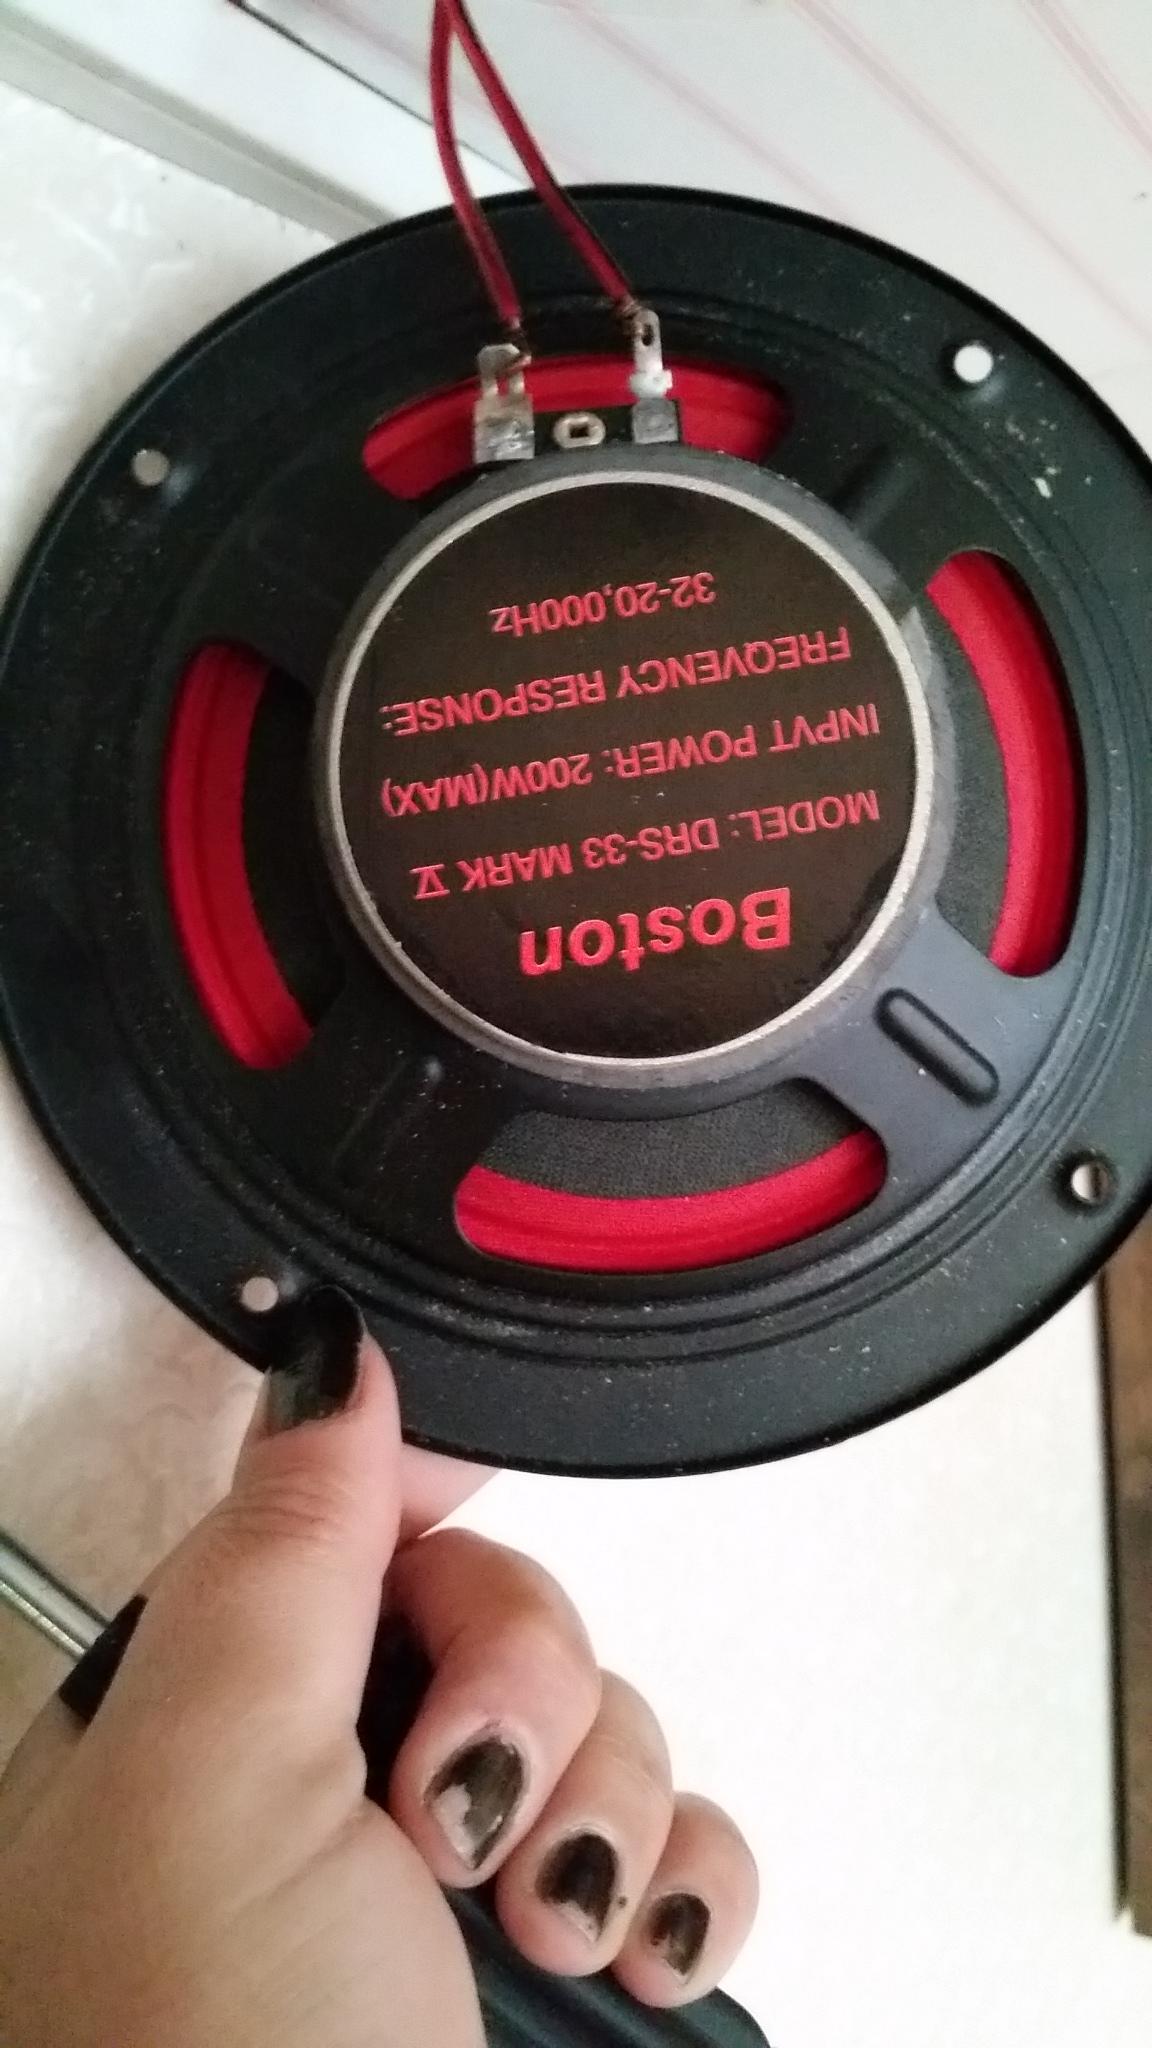 Boston
MODEL: DRS-33 MARK V
INPVT POWER: 200W(MAX)
FREQVENCY RESPONSE:
32-20,000Hz